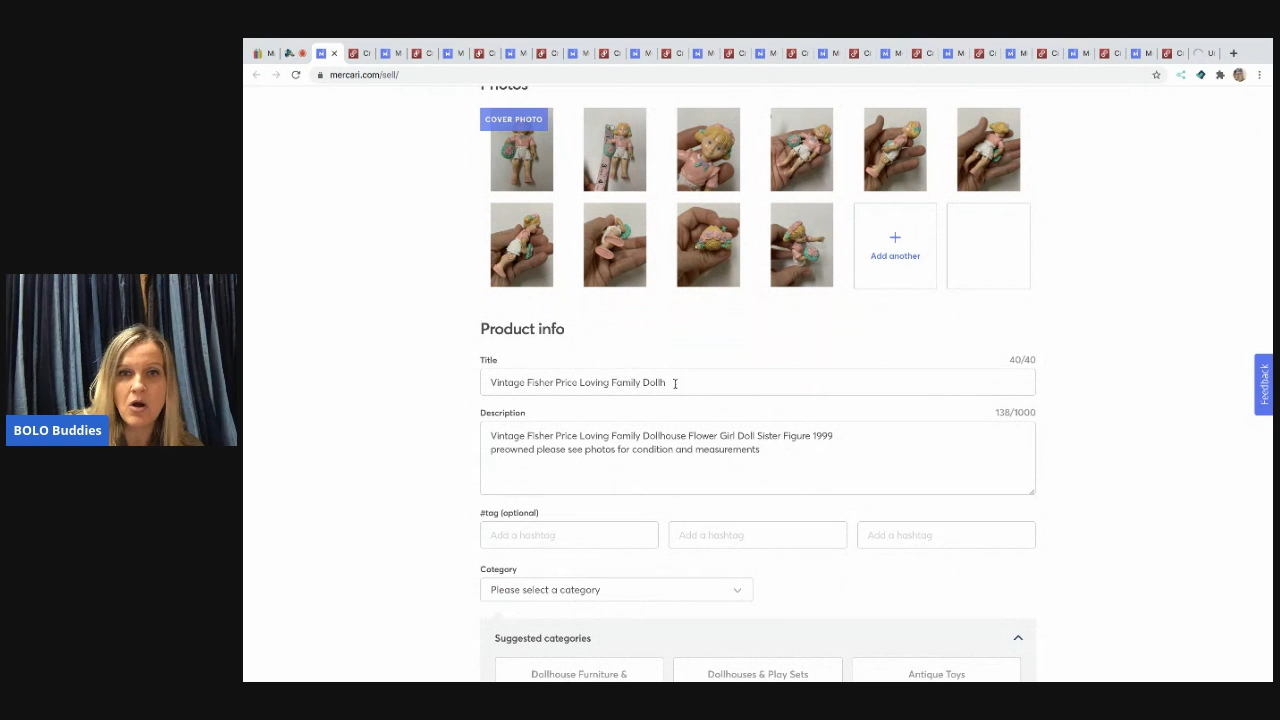 mercari.com/sell/
Photos
COVER PHOTO
Add another
Product info
Title
40/40
Vintage Fisher Price Loving Family Dollh
Description
138/1000
Vintage Fisher Price Loving Family Dollhouse Flower Girl Doll Sister Figure 1999
preowned please see photos for condition and measurements
#tag (optional)
Add a hashtag
Add a hashtag
Add a hashtag
Category
Please select a category
Suggested categories
Dollhouse Furniture &
Dollhouses & Play Sets
Antique Toys
Feedback
BOLO Buddies